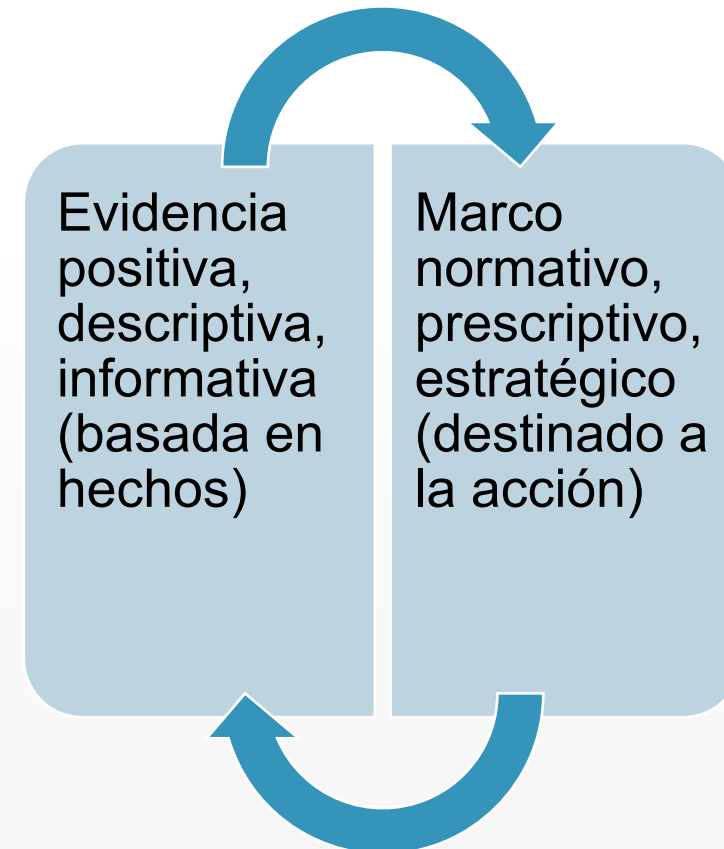 Evidencia
positiva,
descriptiva,
informativa
(basada en
hechos)
Marco
normativo,
prescriptivo,
estratégico
(destinado a
la acción)